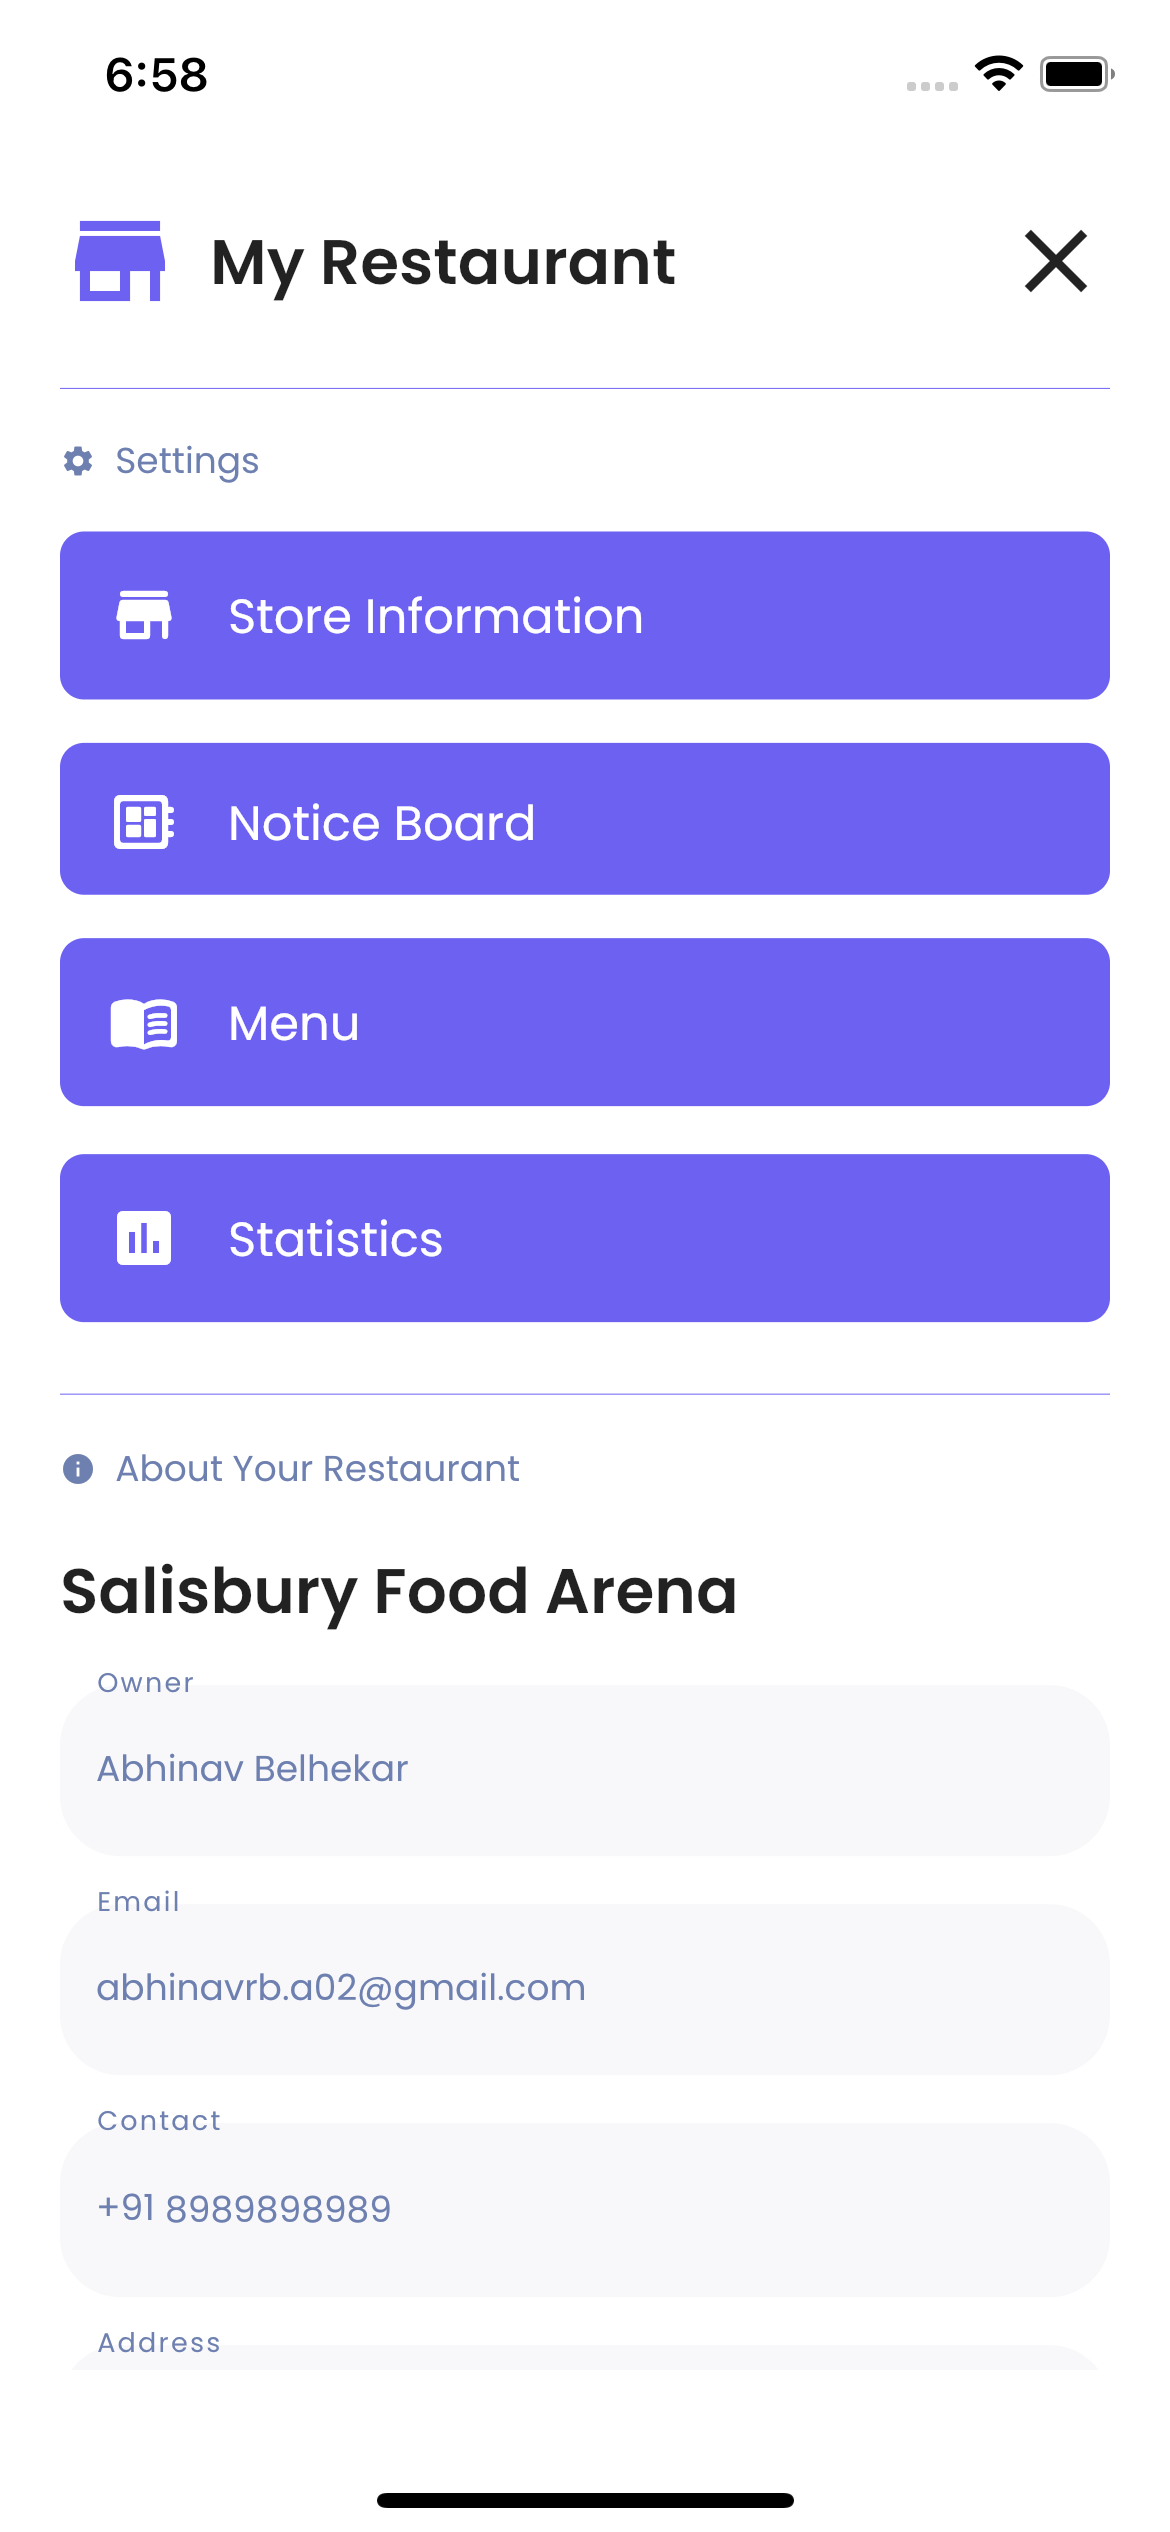 6:58
My Restaurant
Settings
Store Information
Notice Board
Menu
Statistics
About Your Restaurant
Salisbury Food Arena
Owner
Abhinav Belhekar
Email
abhinavrb.a02@gmail.com
Contact
+91 8989898989
Address